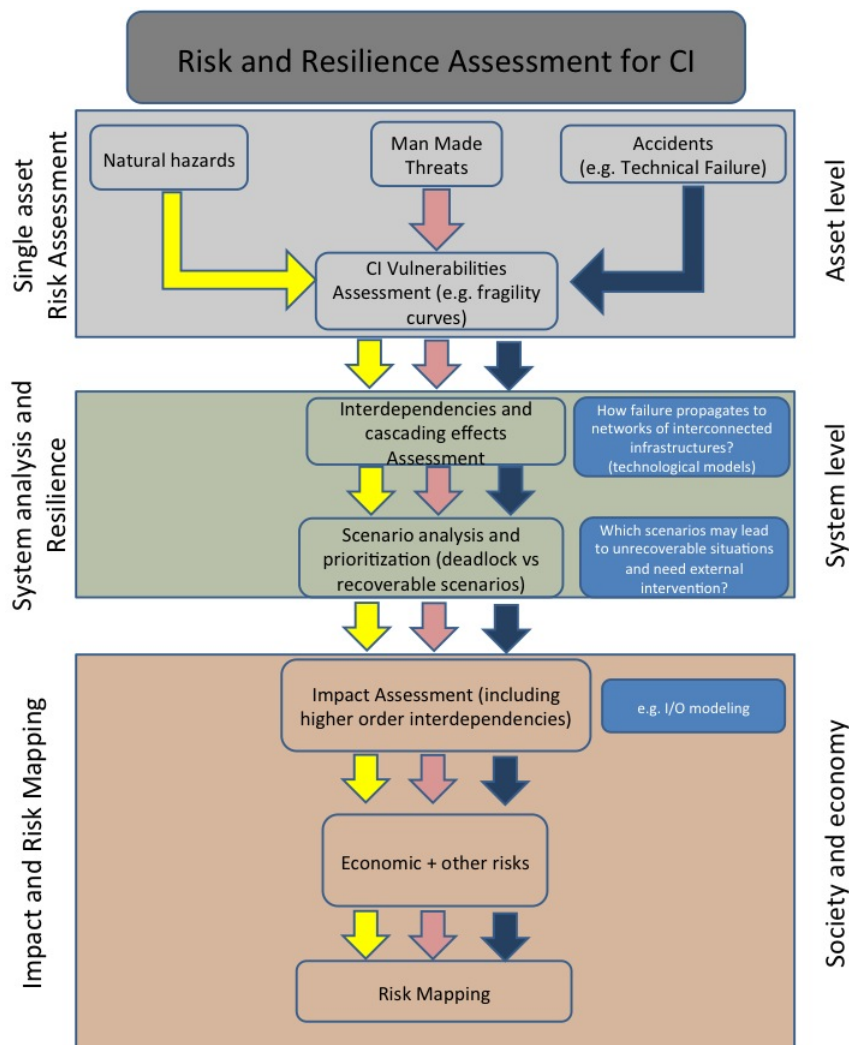 Risk and Resilience Assessment for CI
Single asset
Risk Assessment
Natural hazards
Man Made
Threats
Accidents
(e.g. Technical Failure)
Asset level
CI Vulnerabilities
Assessment (e.g. fragility
curves)
System analysis and
Resilience
Interdependencies and
cascading effects
Assessment
How failure propagates to
networks of interconnected
infrastructures?
(technological models)
System level
Scenario analysis and
prioritization (deadlock vs
recoverable scenarios)
Which scenarios may lead
to unrecoverable situations
and need external
intervention?
Impact and Risk Mapping
Impact Assessment (including
higher order interdependencies)
e.g. I/O modeling
Society and economy
Economic + other risks
Risk Mapping